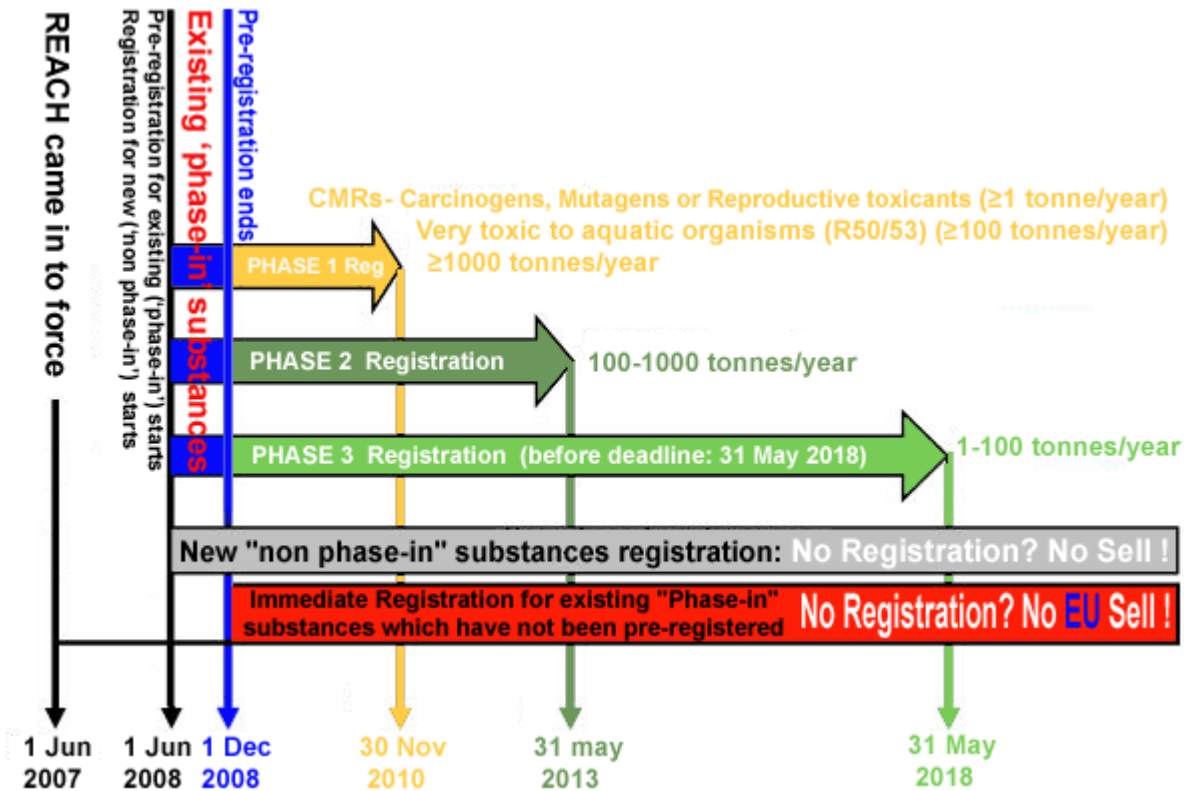 REACH came in to force
Registration for new ('non phase-in') starts
Pre-registration for existing ('phase-in') starts
Existing 'phase-in' substances
Pre-registration ends
CMRs- Carcinogens, Mutagens or Reproductive toxicants (≥1 tonne/year)
Very toxic to aquatic organisms (R50/53) (≥100 tonnes/year)
PHASE 1 Reg
≥1000 tonnes/year
PHASE 2 Registration
100-1000 tonnes/year
PHASE 3 Registration (before deadline: 31 May 2018)
1-100 tonnes/year
New "non phase-in" substances registration: No Registration? No Sell !
Immediate Registration for existing "Phase-in"
substances which have not been pre-registered
No Registration? No EU Sell !
1 Jun
2007
1 Jun
2008
1 Dec
2008
30 Nov
2010
31 may
2013
31 May
2018